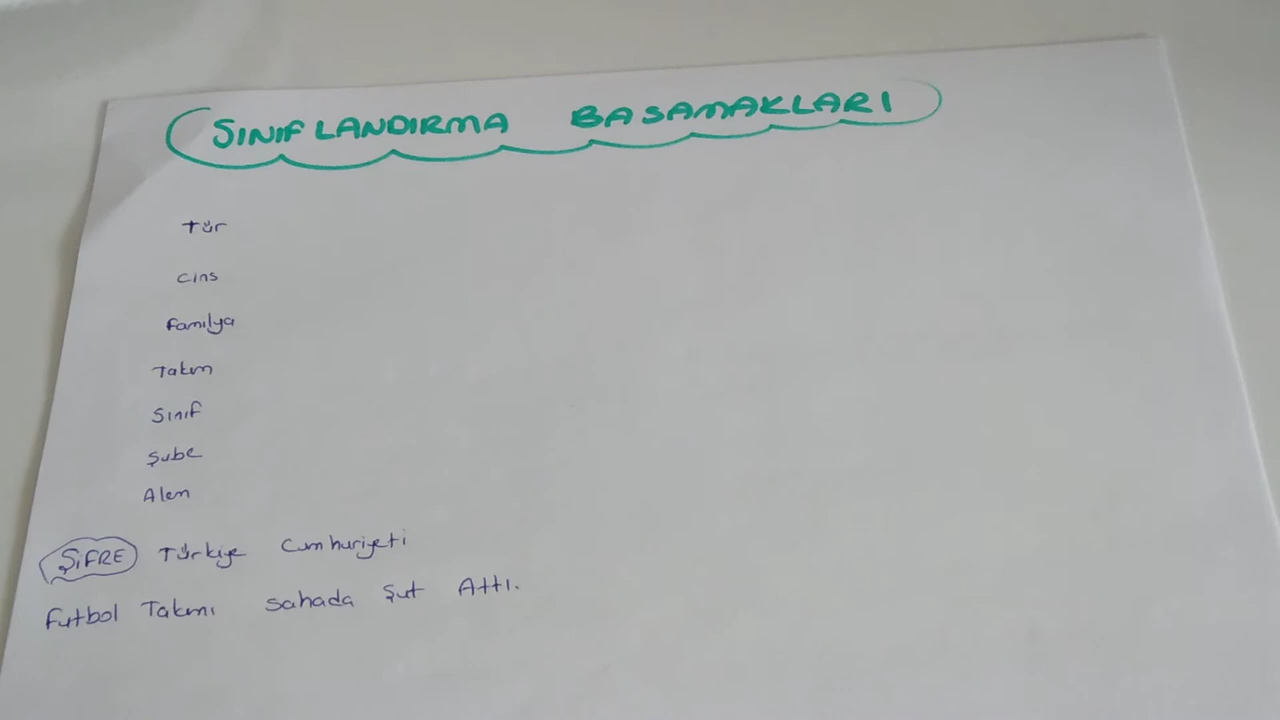 SINIFLANDIRMA BASAMAKLARI
Tür
Cins
Familya
Takım
Sınıf
Şube
Alem
ŞİFRE Türkiye Cumhuriyeti
Futbol Takımı Sahada Şut Attı.